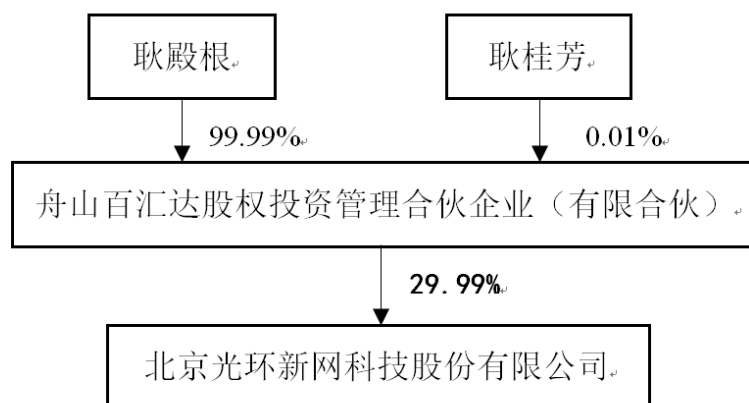 耿殿根
耿桂芳
99.99%
0.01%
舟山百汇达股权投资管理合伙企业（有限合伙）
29.99%
北京光环新网科技股份有限公司